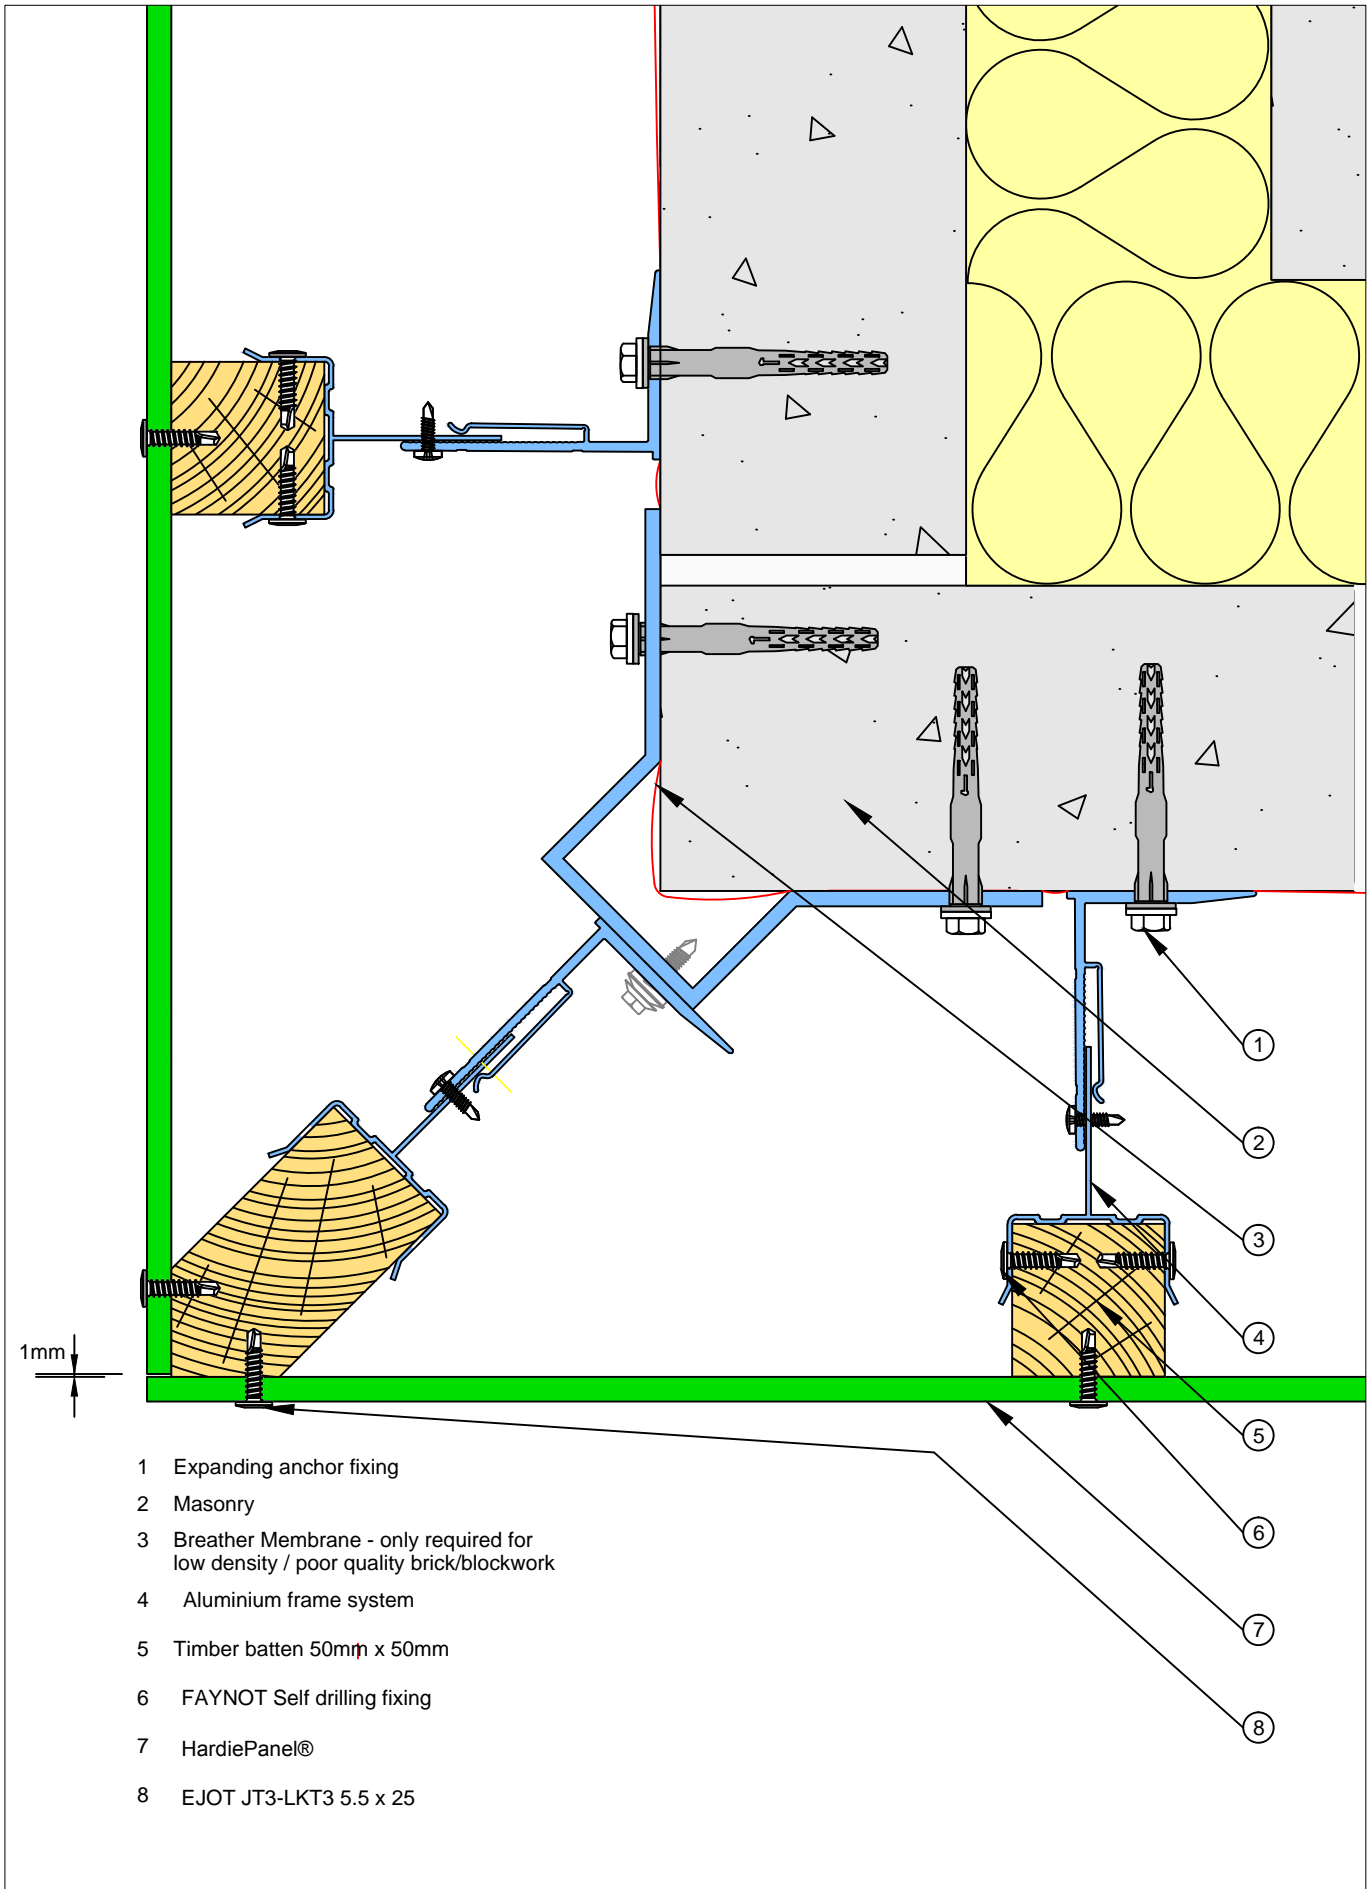 1
2
3
4
1mm
5
6
7
8
1 Expanding anchor fixing
2 Masonry
3 Breather Membrane - only required for
low density / poor quality brick/blockwork
4 Aluminium frame system
5 Timber batten 50mm x 50mm
6 FAYNOT Self drilling fixing
7 HardiePanel®
8 EJOT JT3-LKT3 5.5 x 25